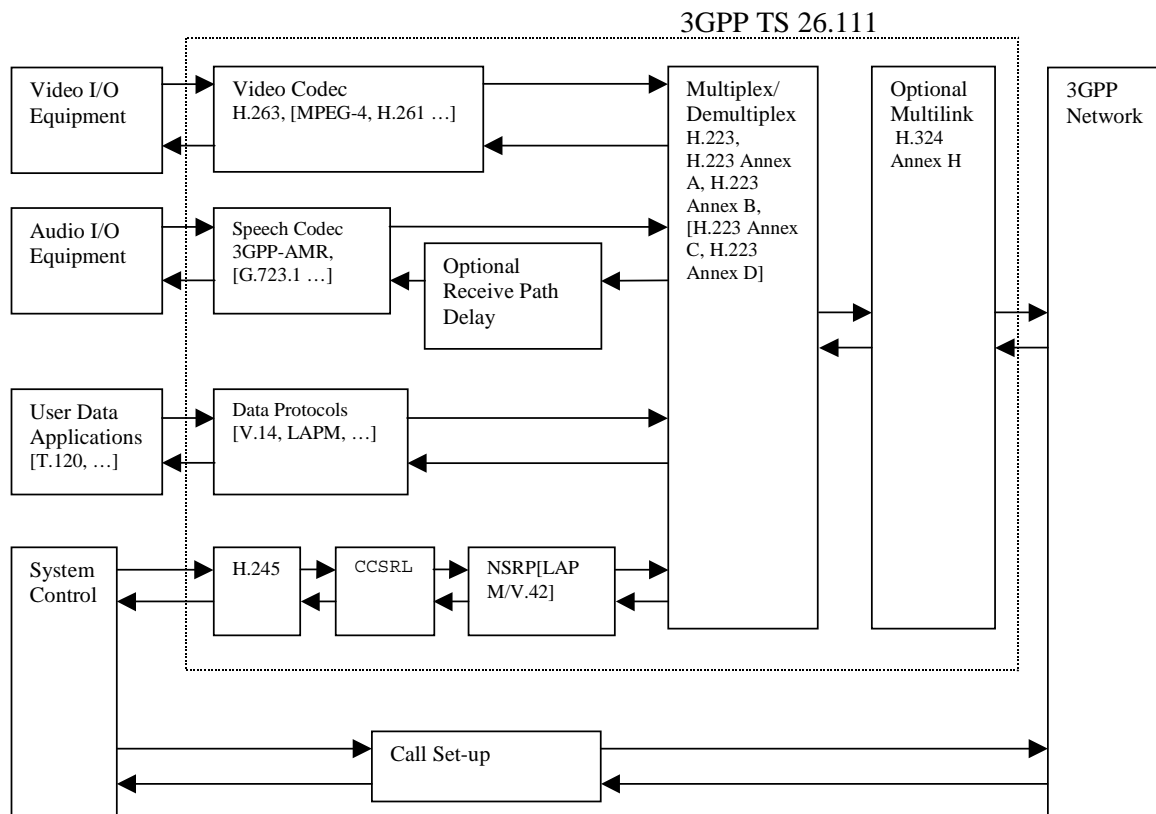 3GPP TS 26.111
Video I/O
Equipment
Video Codec
H.263, [MPEG-4, H.261 …]
Multiplex/
Demultiplex
H.223,
H.223 Annex
A, H.223
Annex B,
[H.223 Annex
C, H.223
Annex D]
Optional
Multilink
H.324
Annex H
3GPP
Network
Audio I/O
Equipment
Speech Codec
3GPP-AMR,
[G.723.1 …]
Optional
Receive Path
Delay
User Data
Applications
[T.120, …]
Data Protocols
[V.14, LAPM, …]
System
Control
H.245
CCSRL
NSRP[LAP
M/V.42]
Call Set-up